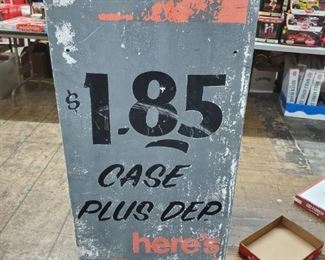 $1.85
CASE
PLUS DEP.
here's